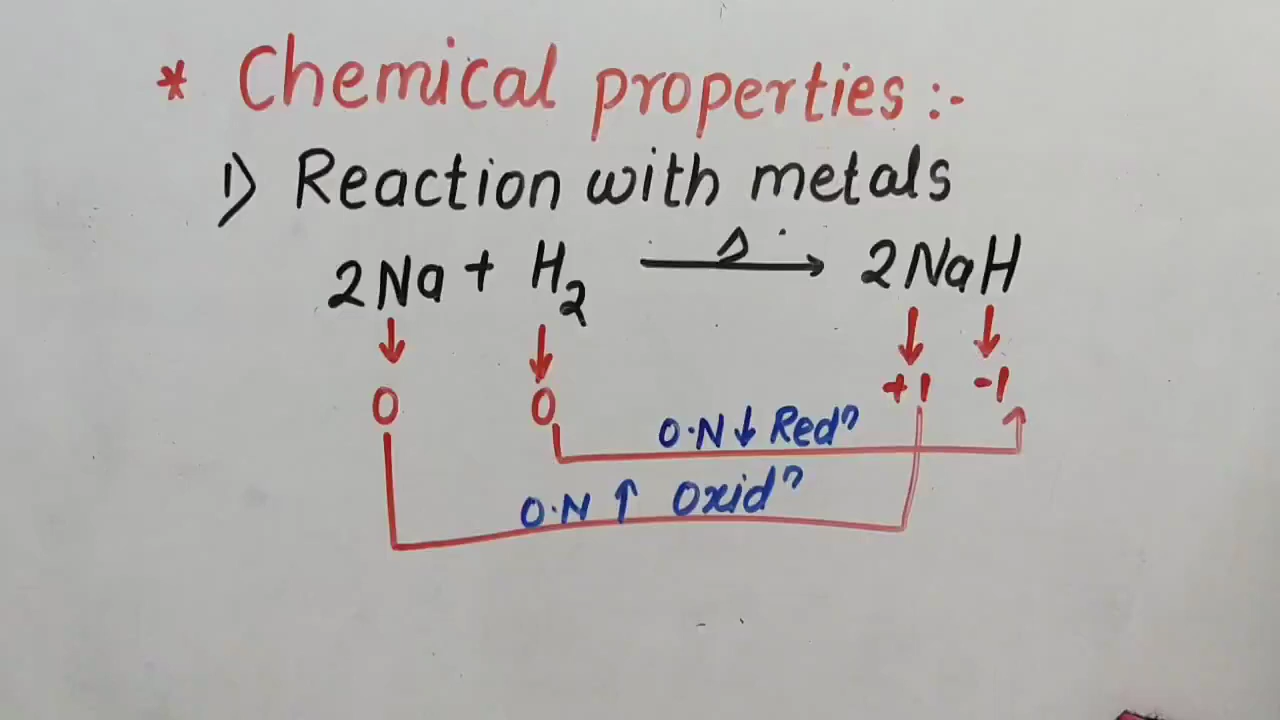 * Chemical properties :-
1) Reaction with metals
2Na + H₂ —Δ→ 2NaH
↓ ↓ ↓ ↓
0 0 +1 -1
O.N ↓ Redⁿ
O.N ↑ Oxidⁿ